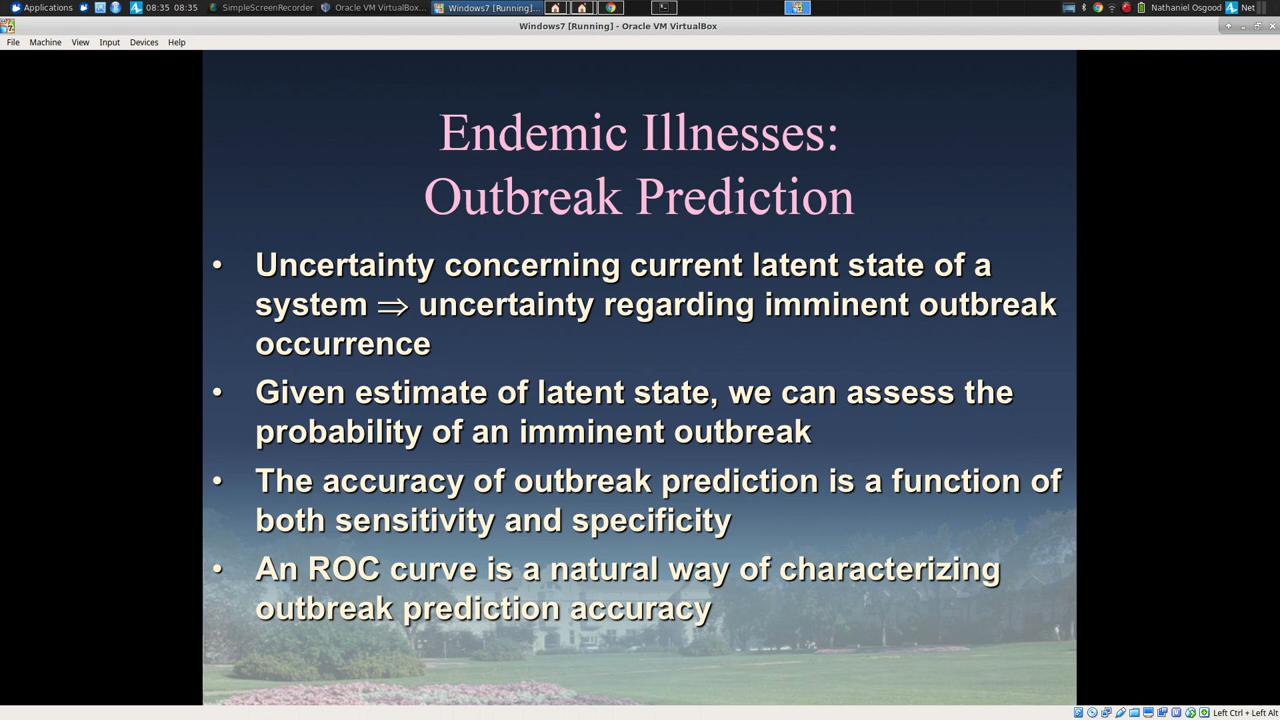 Applications
08:35 08:35
SimpleScreenRecorder
Oracle VM VirtualBox...
Windows7 [Running]...
Nathaniel Osgood
Net
Windows7 [Running] - Oracle VM VirtualBox
File Machine View Input Devices Help
Endemic Illnesses:
Outbreak Prediction
• Uncertainty concerning current latent state of a
system ⇒ uncertainty regarding imminent outbreak
occurrence
• Given estimate of latent state, we can assess the
probability of an imminent outbreak
• The accuracy of outbreak prediction is a function of
both sensitivity and specificity
• An ROC curve is a natural way of characterizing
outbreak prediction accuracy
Left Ctrl + Left Alt